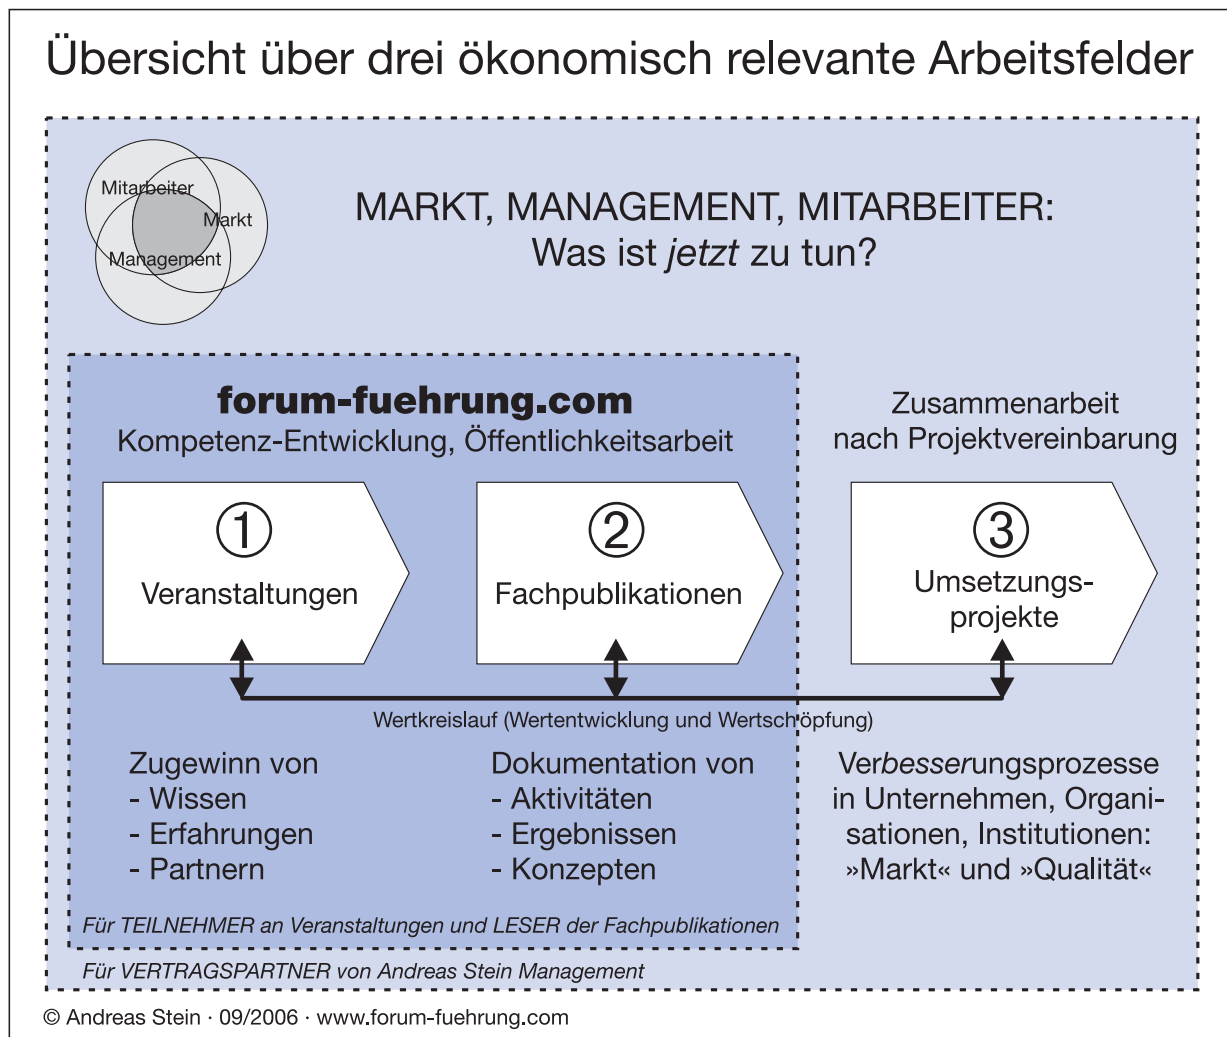 Übersicht über drei ökonomisch relevante Arbeitsfelder
Mitarbeiter
Markt
Management
MARKT, MANAGEMENT, MITARBEITER:
Was ist jetzt zu tun?
forum-fuehrung.com
Kompetenz-Entwicklung, Öffentlichkeitsarbeit
Zusammenarbeit
nach Projektvereinbarung
1
Veranstaltungen
2
Fachpublikationen
3
Umsetzungs-
projekte
Wertkreislauf (Wertentwicklung und Wertschöpfung)
Zugewinn von
- Wissen
- Erfahrungen
- Partnern
Dokumentation von
- Aktivitäten
- Ergebnissen
- Konzepten
Verbesserungsprozesse
in Unternehmen, Organi-
sationen, Institutionen:
»Markt« und »Qualität«
Für TEILNEHMER an Veranstaltungen und LESER der Fachpublikationen
Für VERTRAGSPARTNER von Andreas Stein Management
© Andreas Stein · 09/2006 · www.forum-fuehrung.com